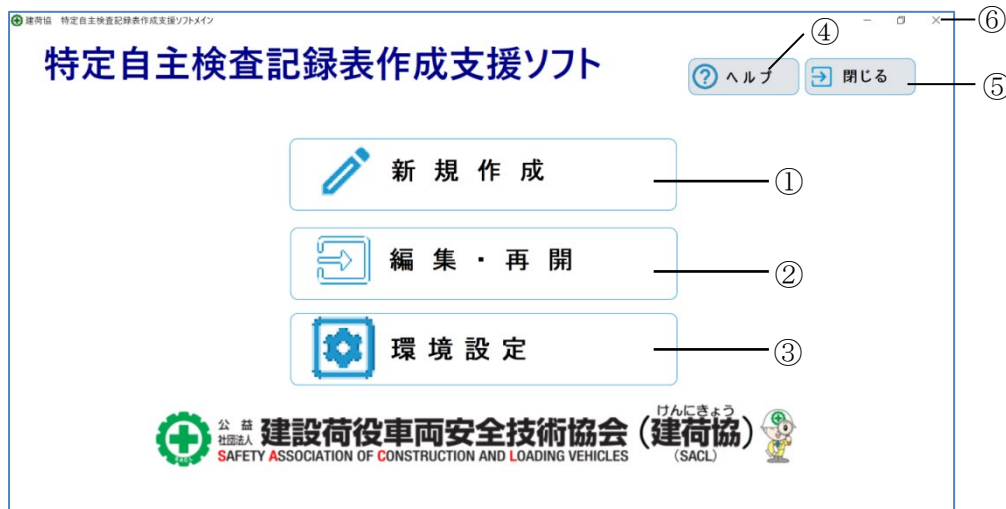 建荷協 特定自主検査記録表作成支援ソフトメイン
⑥
特定自主検査記録表作成支援ソフト
④
ヘルプ
閉じる
⑤
新規作成
①
編集・再開
②
環境設定
③
公益
社団法人
建設荷役車両安全技術協会(建荷協)
けんにきょう
SAFETY ASSOCIATION OF CONSTRUCTION AND LOADING VEHICLES
(SACL)
SACL